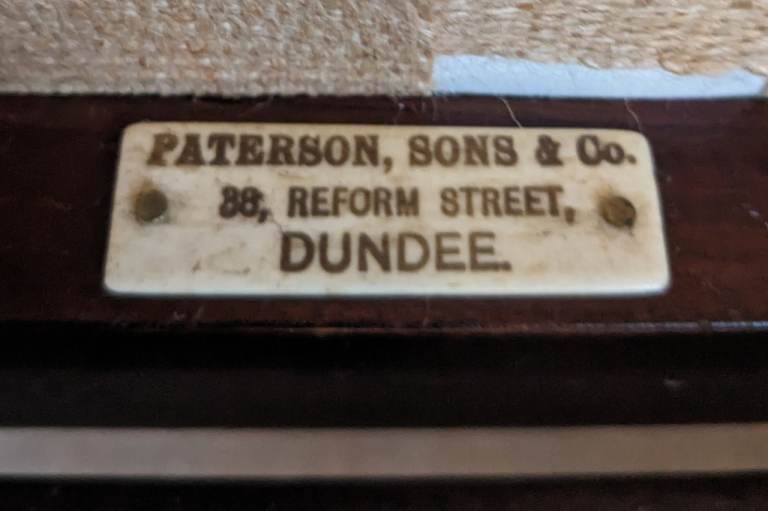 PATERSON, SONS & Co.
38, REFORM STREET,
DUNDEE.